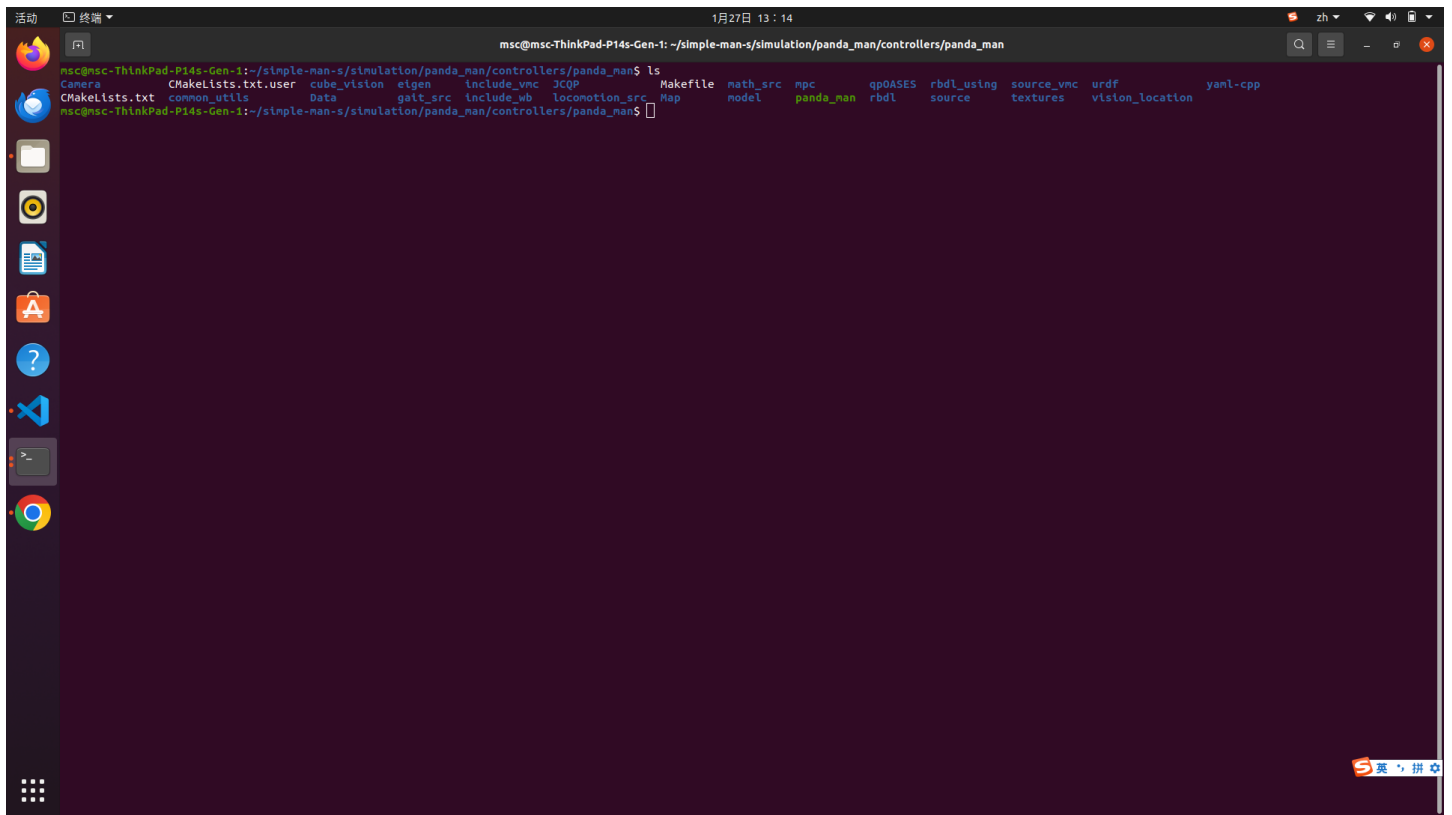 活动 终端 1月27日 13：14 zh
msc@msc-ThinkPad-P14s-Gen-1: ~/simple-man-s/simulation/panda_man/controllers/panda_man
msc@msc-ThinkPad-P14s-Gen-1:~/simple-man-s/simulation/panda_man/controllers/panda_man$ ls
Camera CMakeLists.txt.user cube_vision eigen include_vmc JCQP Makefile math_src mpc qpOASES rbdl_using source_vmc urdf yaml-cpp
CMakeLists.txt common_utils Data gait_src include_wb locomotion_src Map model panda_man rbdl source textures vision_location
msc@msc-ThinkPad-P14s-Gen-1:~/simple-man-s/simulation/panda_man/controllers/panda_man$
英 拼